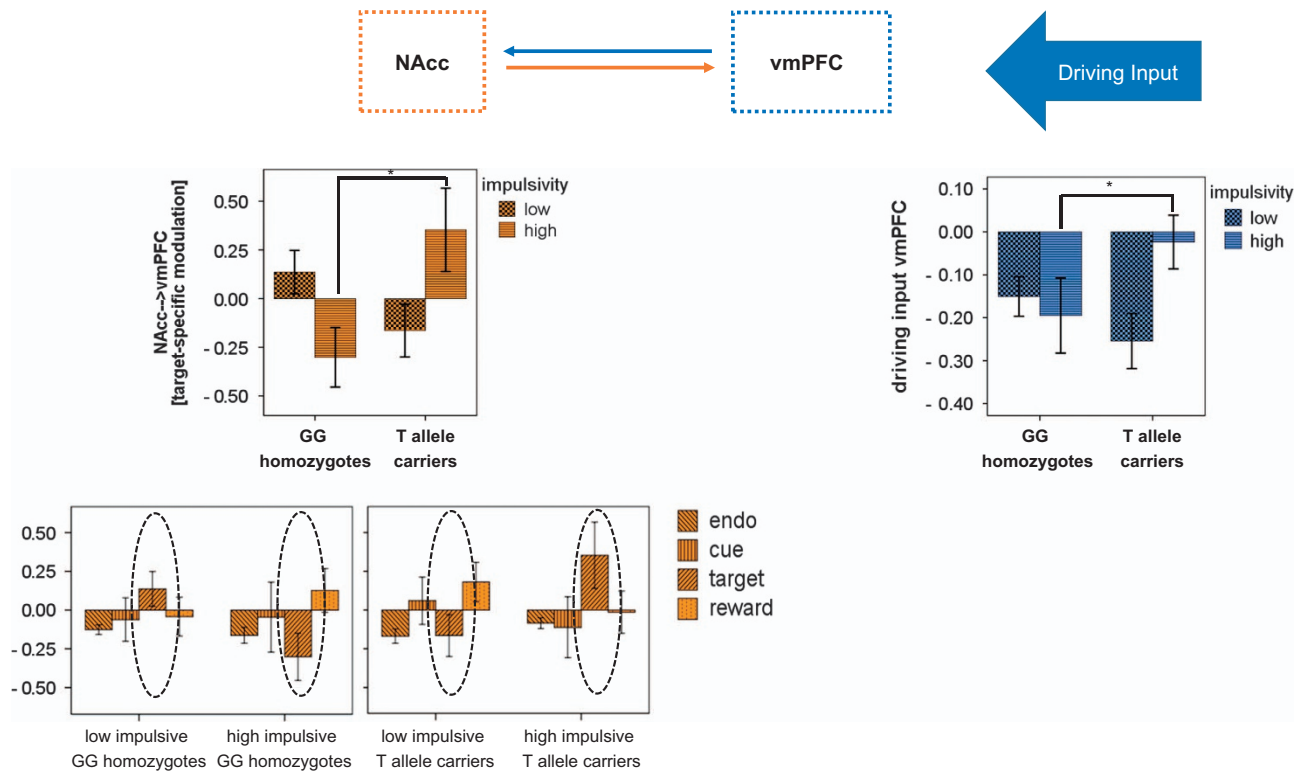 NAcc
vmPFC
Driving Input
NAcc-->vmPFC
[target-specific modulation]
0.50
0.25
0.00
- 0.25
- 0.50
*
impulsivity
low
high
GG
homozygotes
T allele
carriers
driving input vmPFC
0.10
0.00
- 0.10
- 0.20
- 0.30
- 0.40
*
impulsivity
low
high
GG
homozygotes
T allele
carriers
0.50
0.25
0.00
- 0.25
- 0.50
endo
cue
target
reward
low impulsive
GG homozygotes
high impulsive
GG homozygotes
low impulsive
T allele carriers
high impulsive
T allele carriers